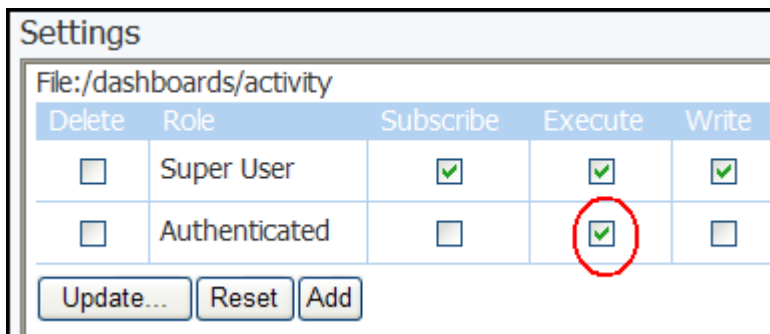 Settings
File:/dashboards/activity
Delete Role Subscribe Execute Write
Super User
Authenticated
Update... Reset Add